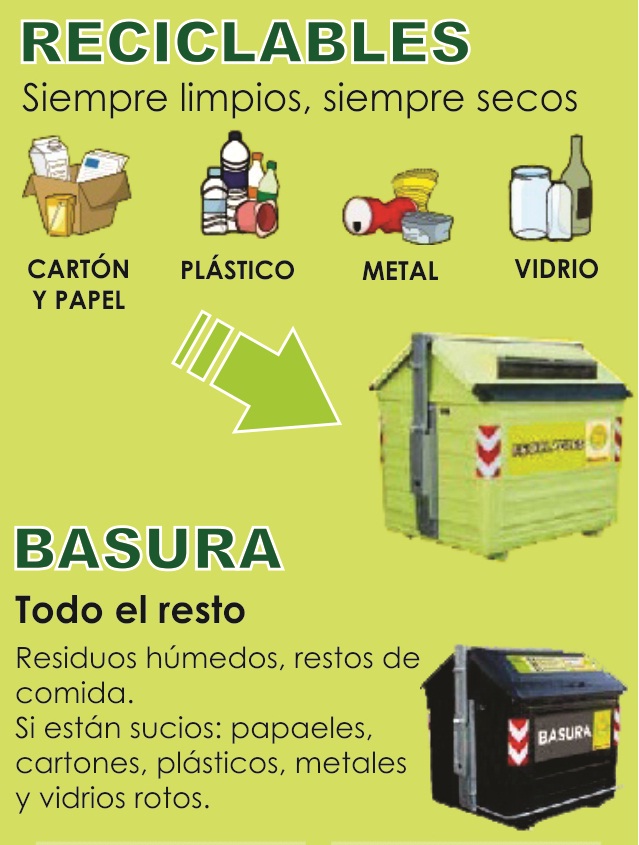 RECICLABLES
Siempre limpios, siempre secos
CARTÓN
Y PAPEL
PLÁSTICO
METAL
VIDRIO
BASURA
Todo el resto
Residuos húmedos, restos de
comida.
Si están sucios: papaeles,
cartones, plásticos, metales
y vidrios rotos.
BASURA